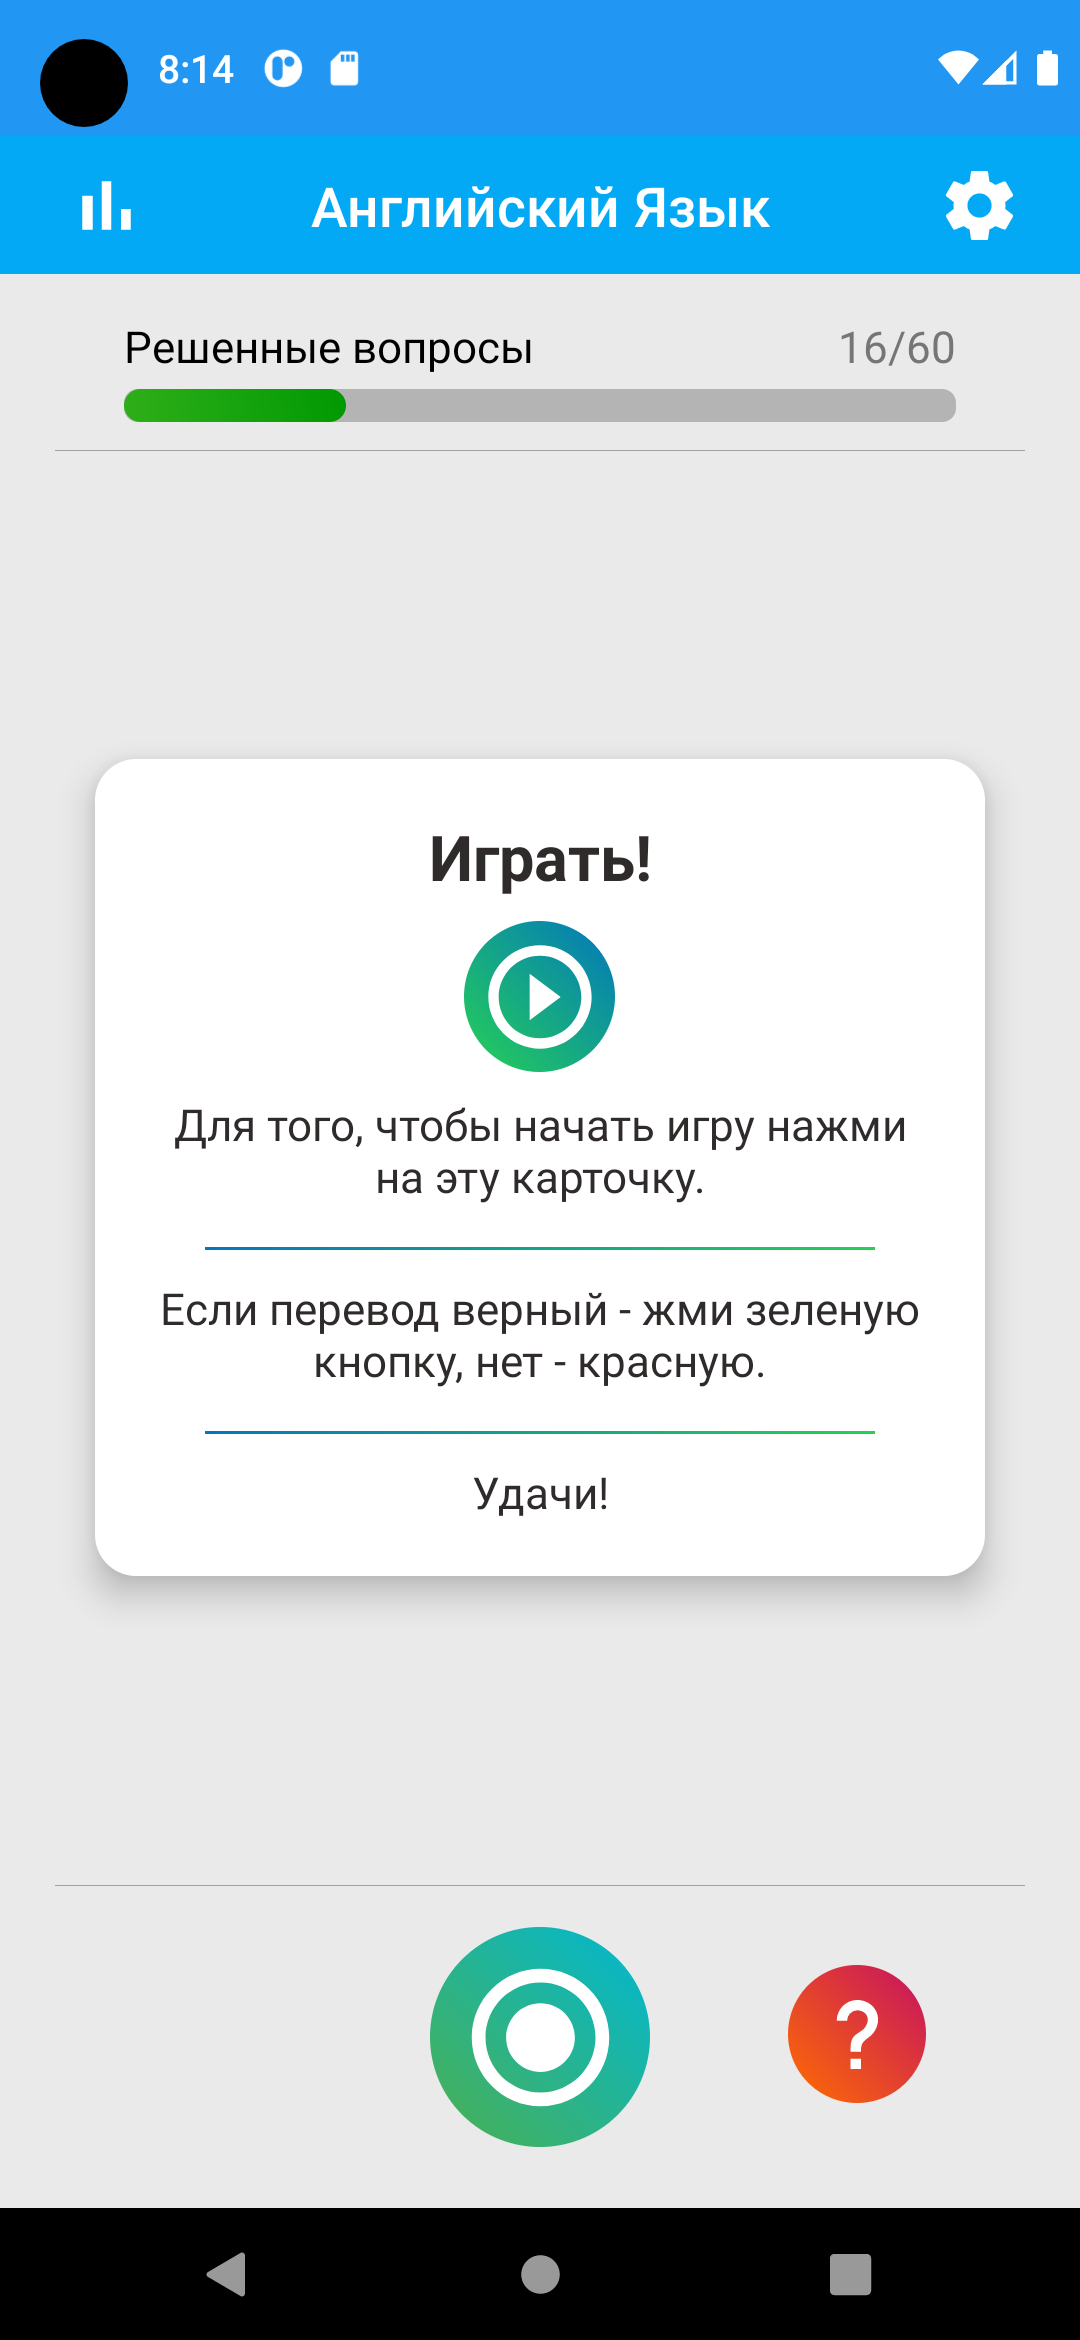 8:14
Английский Язык
Решенные вопросы 16/60
Играть!
Для того, чтобы начать игру нажми
на эту карточку.
Если перевод верный - жми зеленую
кнопку, нет - красную.
Удачи!
?